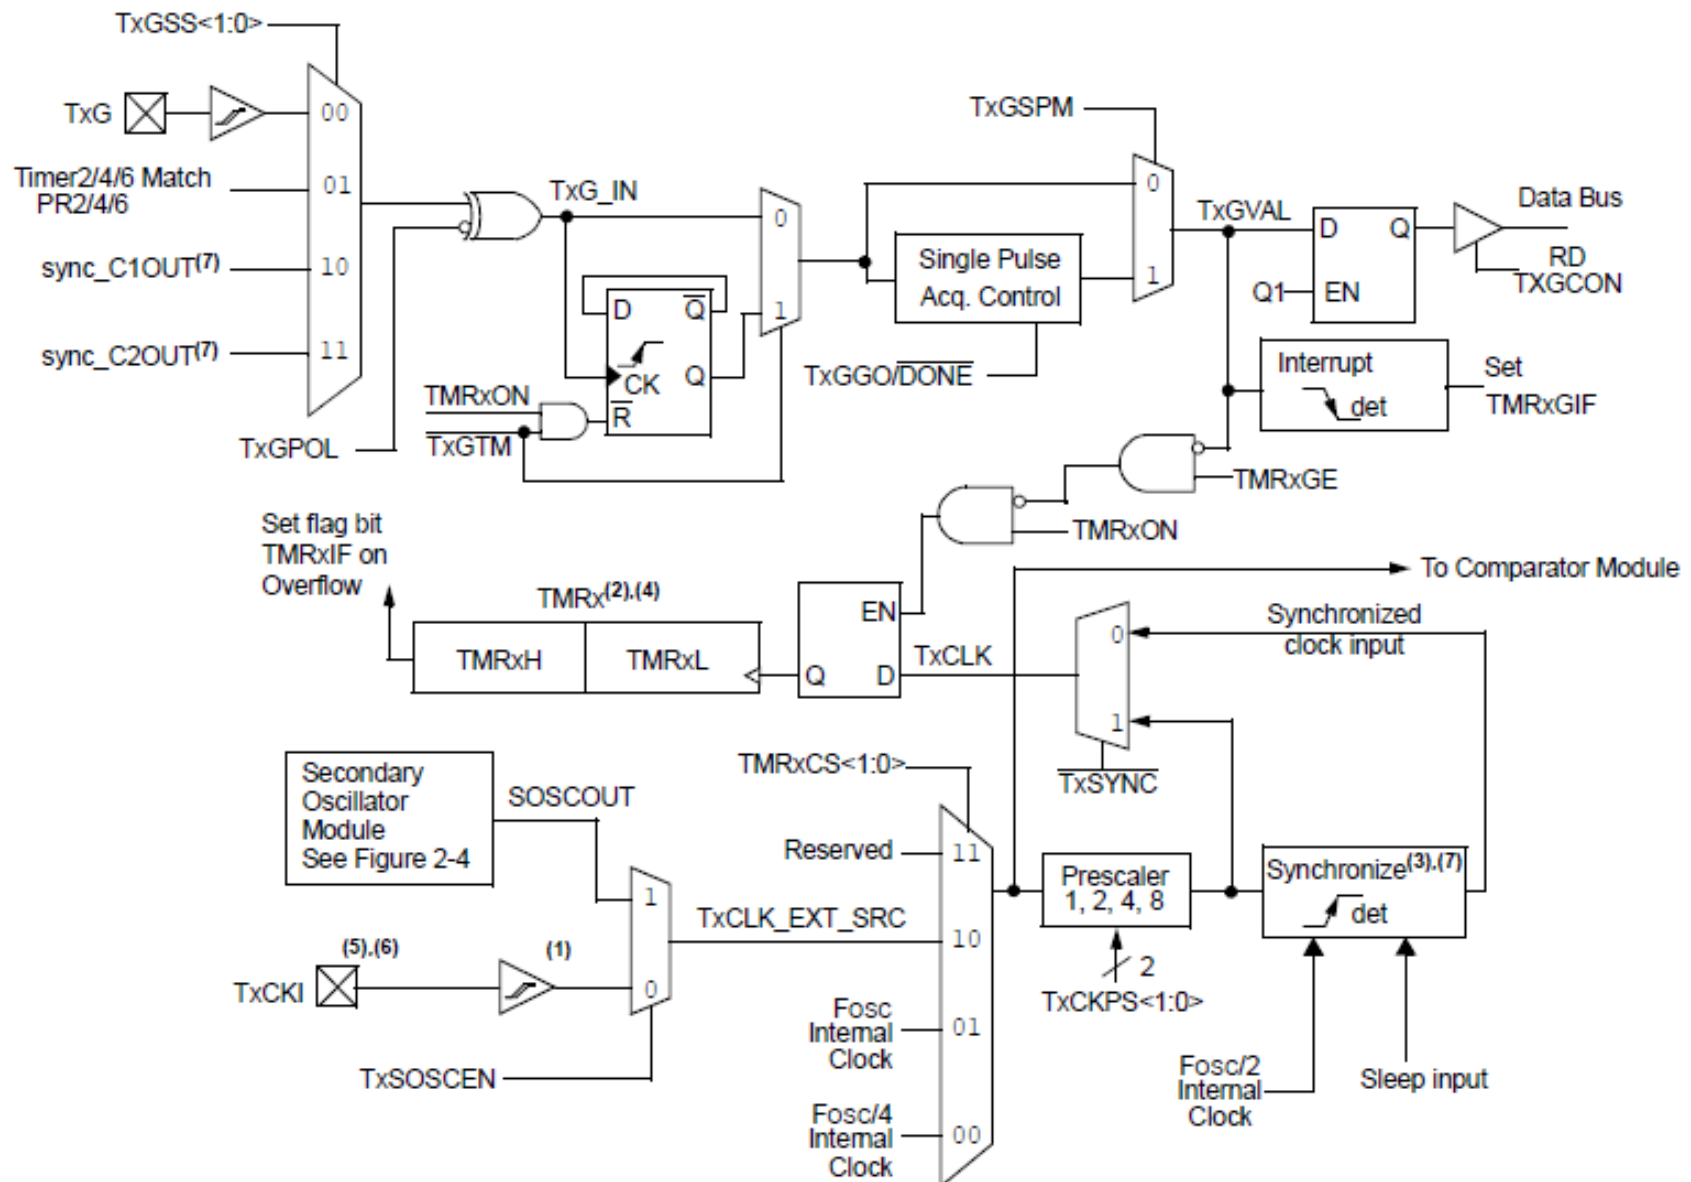 TxGSS<1:0>
TxG
00
Timer2/4/6 Match
PR2/4/6
01
sync_C1OUT(7)
10
sync_C2OUT(7)
11
TxGPOL
TxG_IN
D
Q
CK
Q
R
TMRxON
TxGTM
0
1
TxGSPM
0
1
Single Pulse
Acq. Control
TxGGO/DONE
TxGVAL
D
Q
Q1
EN
Data Bus
RD
TXGCON
Interrupt
det
Set
TMRxGIF
TMRxGE
TMRxON
To Comparator Module
Set flag bit
TMRxIF on
Overflow
TMRx(2),(4)
TMRxH
TMRxL
EN
Q
D
TxCLK
0
1
Synchronized
clock input
TxSYNC
TMRxCS<1:0>
Secondary
Oscillator
Module
See Figure 2-4
SOSCOUT
1
0
TxCLK_EXT_SRC
(5),(6)
(1)
TxCKI
TxSOSCEN
Reserved
11
10
Fosc
Internal
Clock
01
Fosc/4
Internal
Clock
00
Prescaler
1, 2, 4, 8
2
TxCKPS<1:0>
Synchronize(3),(7)
det
Fosc/2
Internal
Clock
Sleep input